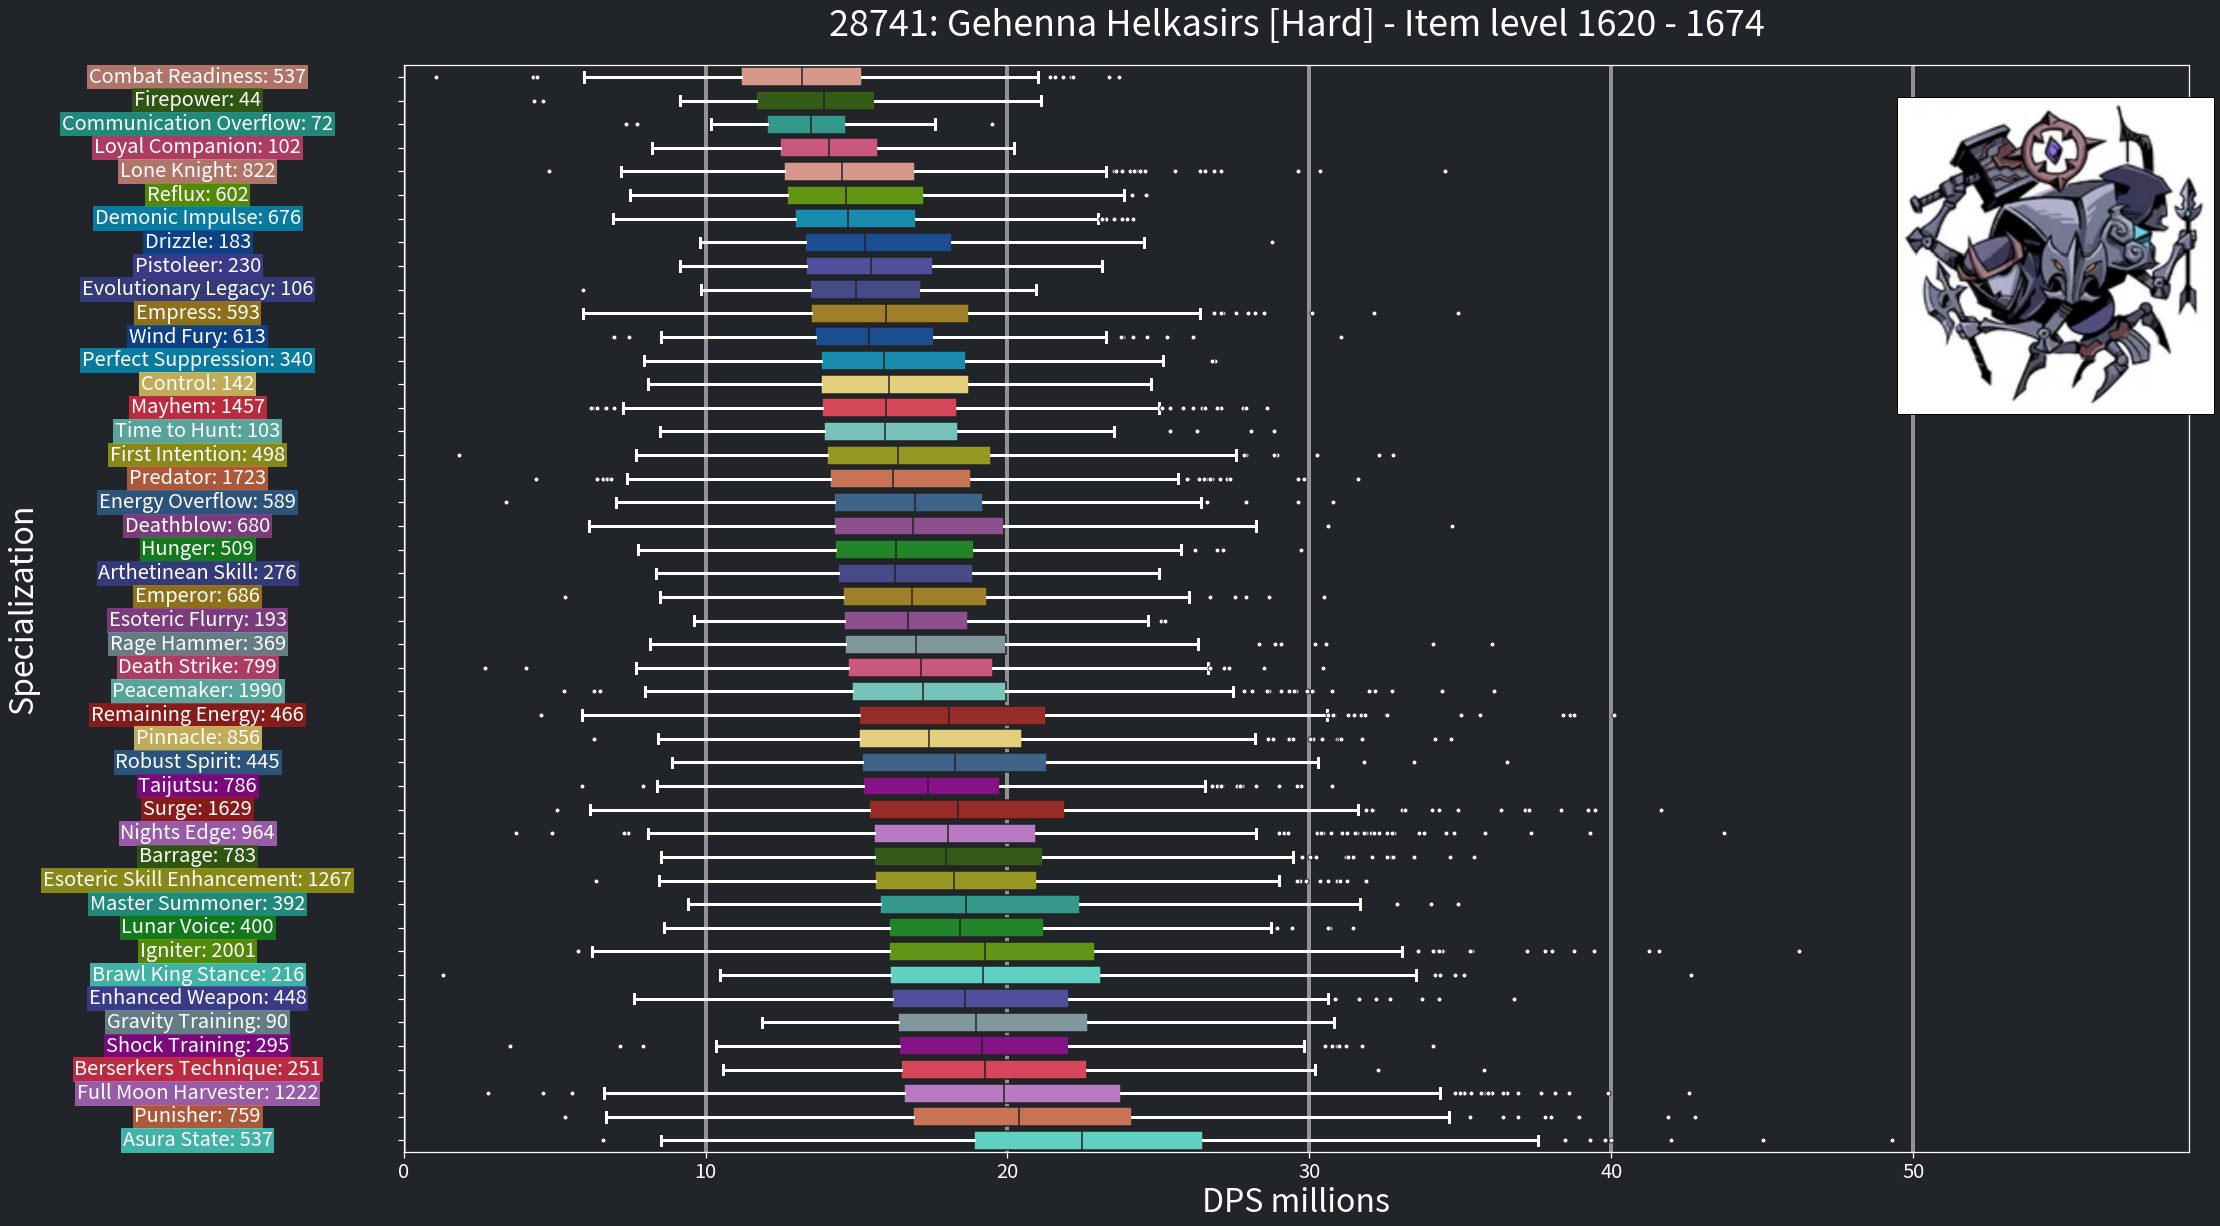 28741: Gehenna Helkasirs [Hard] - Item level 1620 - 1674
Combat Readiness: 537
Firepower: 44
Communication Overflow: 72
Loyal Companion: 102
Lone Knight: 822
Reflux: 602
Demonic Impulse: 676
Drizzle: 183
Pistoleer: 230
Evolutionary Legacy: 106
Empress: 593
Wind Fury: 613
Perfect Suppression: 340
Control: 142
Mayhem: 1457
Time to Hunt: 103
First Intention: 498
Predator: 1723
Energy Overflow: 589
Deathblow: 680
Hunger: 509
Arthetinean Skill: 276
Emperor: 686
Esoteric Flurry: 193
Rage Hammer: 369
Death Strike: 799
Peacemaker: 1990
Remaining Energy: 466
Pinnacle: 856
Robust Spirit: 445
Taijutsu: 786
Surge: 1629
Nights Edge: 964
Barrage: 783
Esoteric Skill Enhancement: 1267
Master Summoner: 392
Lunar Voice: 400
Igniter: 2001
Brawl King Stance: 216
Enhanced Weapon: 448
Gravity Training: 90
Shock Training: 295
Berserkers Technique: 251
Full Moon Harvester: 1222
Punisher: 759
Asura State: 537
Specialization
0 10 20 30 40 50
DPS millions